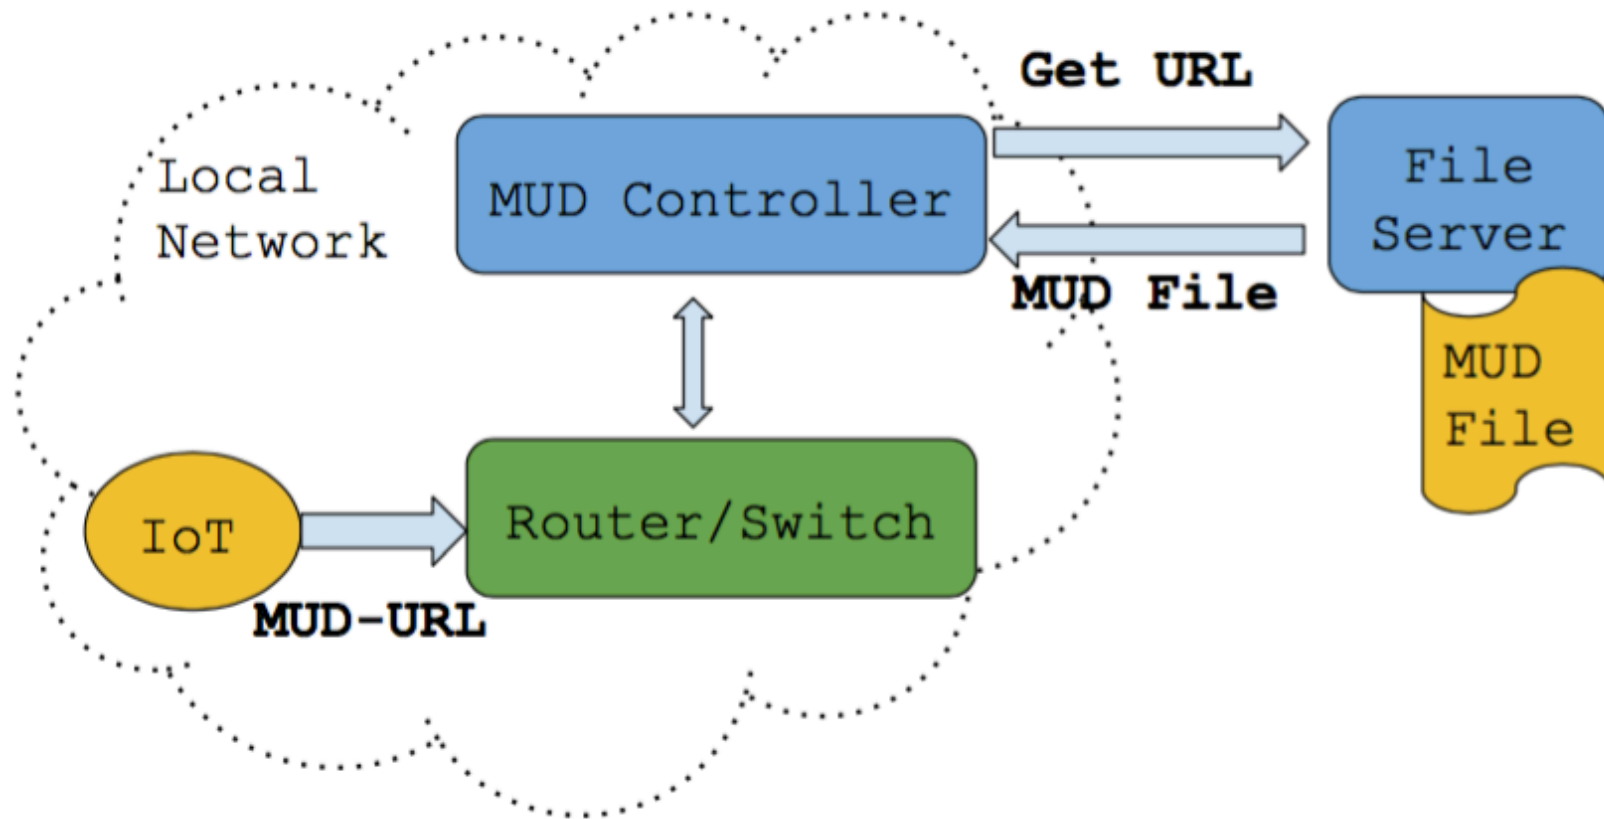 Get URL
Local
Network
MUD Controller
File
Server
MUD File
MUD
File
IoT
Router/Switch
MUD-URL